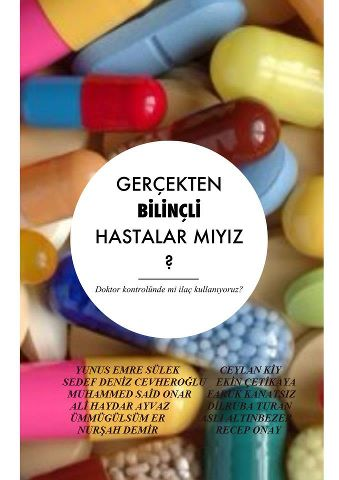 GERÇEKTEN
BİLİNÇLİ
HASTALAR MIYIZ
?
Doktor kontrolünde mi ilaç kullanıyoruz?
YUNUS EMRE SÜLEK CEYLAN KİY
SEDEF DENİZ CEVHEROĞLU EKİN ÇETİKAYA
MUHAMMED SAİD ONAR FARUK KANATSIZ
ALİ HAYDAR AYVAZ DİLRUBA TURAN
ÜMMÜGÜLSÜM ER ASLI ALTINBEZER
NURŞAH DEMİR RECEP ONAY